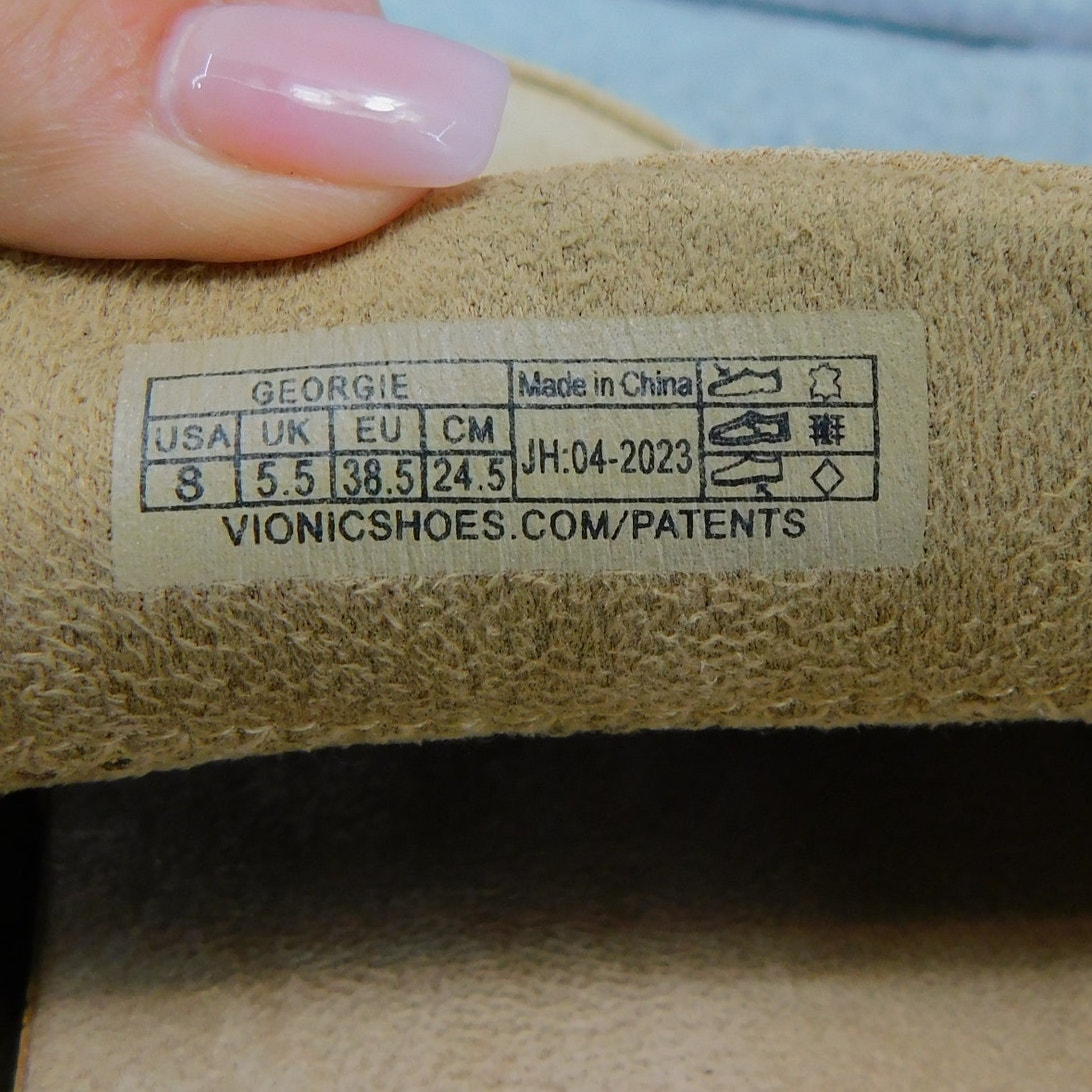 GEORGIE Made in China
USA UK EU CM
8 5.5 38.5 24.5 JH:04-2023
VIONICSHOES.COM/PATENTS